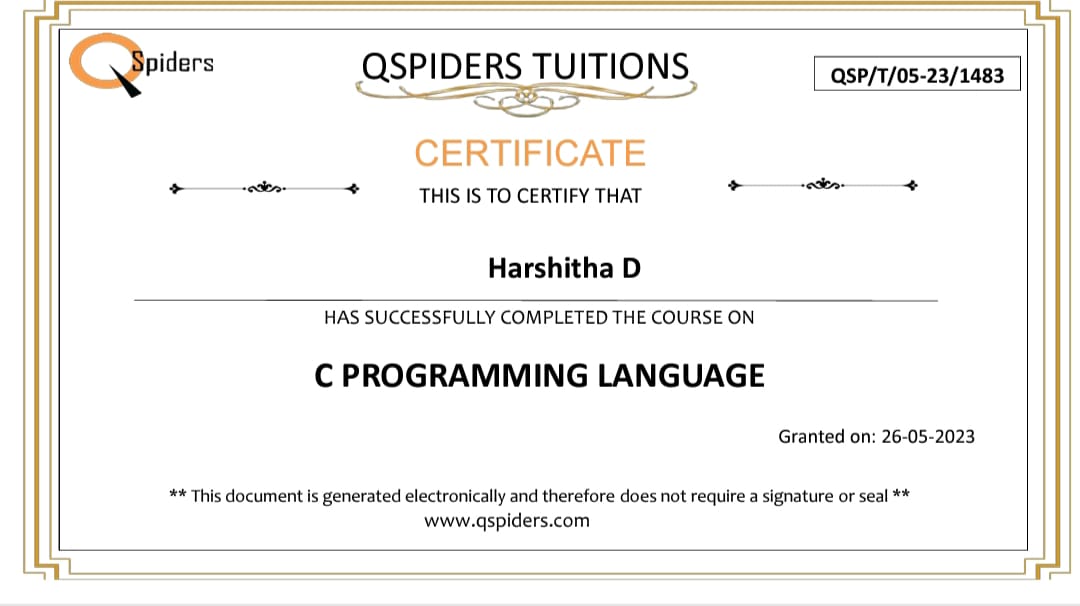 QSpiders
QSPIDERS TUITIONS
QSP/T/05-23/1483
CERTIFICATE
THIS IS TO CERTIFY THAT
Harshitha D
HAS SUCCESSFULLY COMPLETED THE COURSE ON
C PROGRAMMING LANGUAGE
Granted on: 26-05-2023
** This document is generated electronically and therefore does not require a signature or seal **
www.qspiders.com